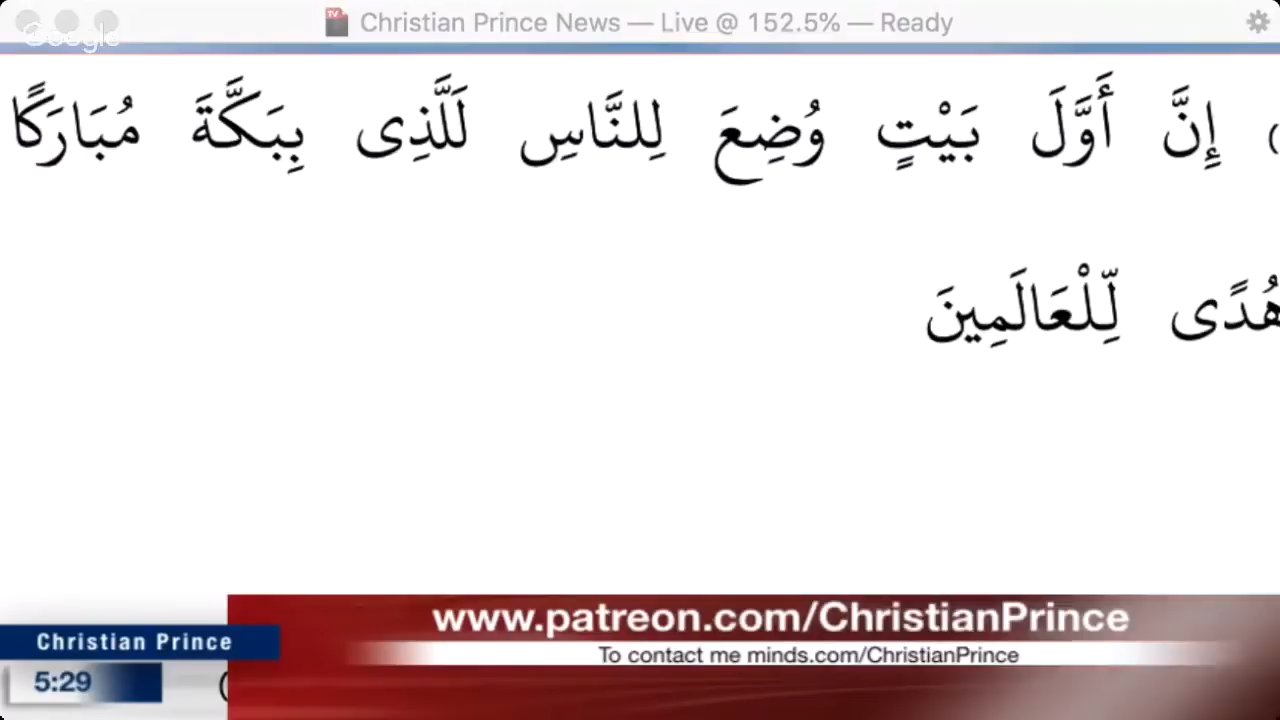 Google
Christian Prince News — Live @ 152.5% — Ready
) إِنَّ أَوَّلَ بَيْتٍ وُضِعَ لِلنَّاسِ لَلَّذِى بِبَكَّةَ مُبَارَكًا
هُدًى لِّلْعَالَمِينَ
www.patreon.com/ChristianPrince
Christian Prince
To contact me minds.com/ChristianPrince
5:29
(